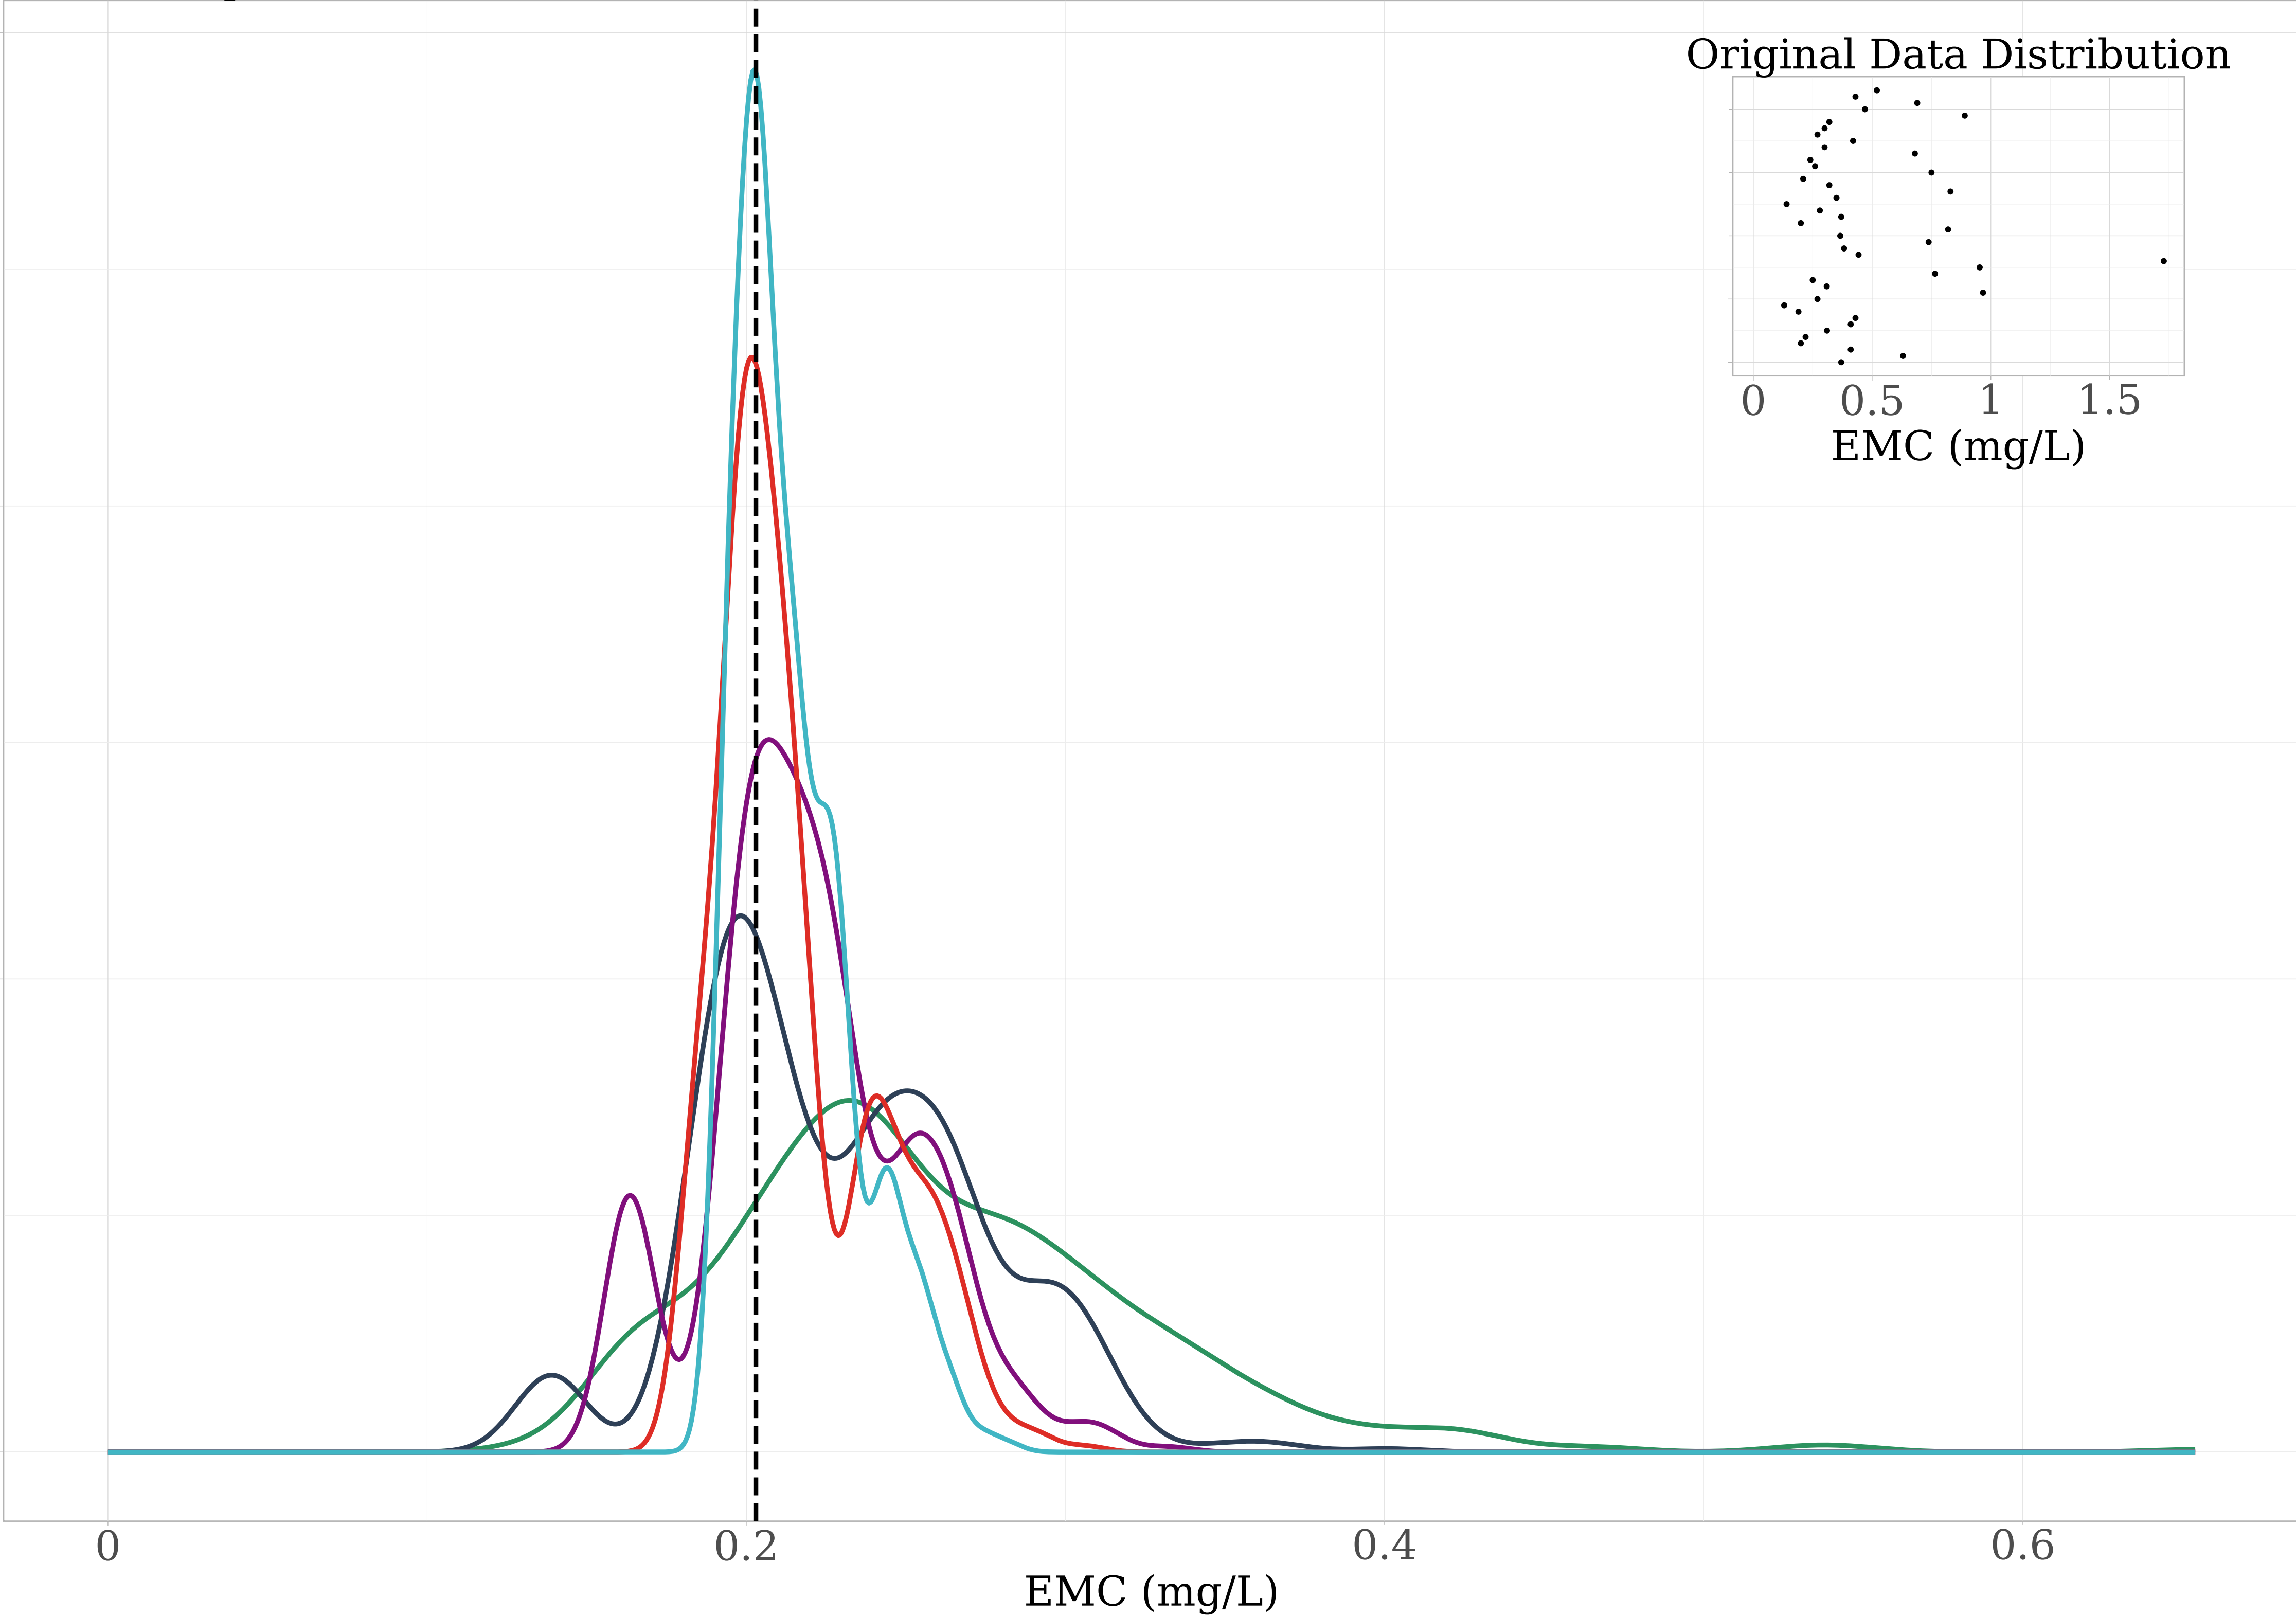 Original Data Distribution
0 0.5 1 1.5
EMC (mg/L)
0 0.2 0.4 0.6
EMC (mg/L)